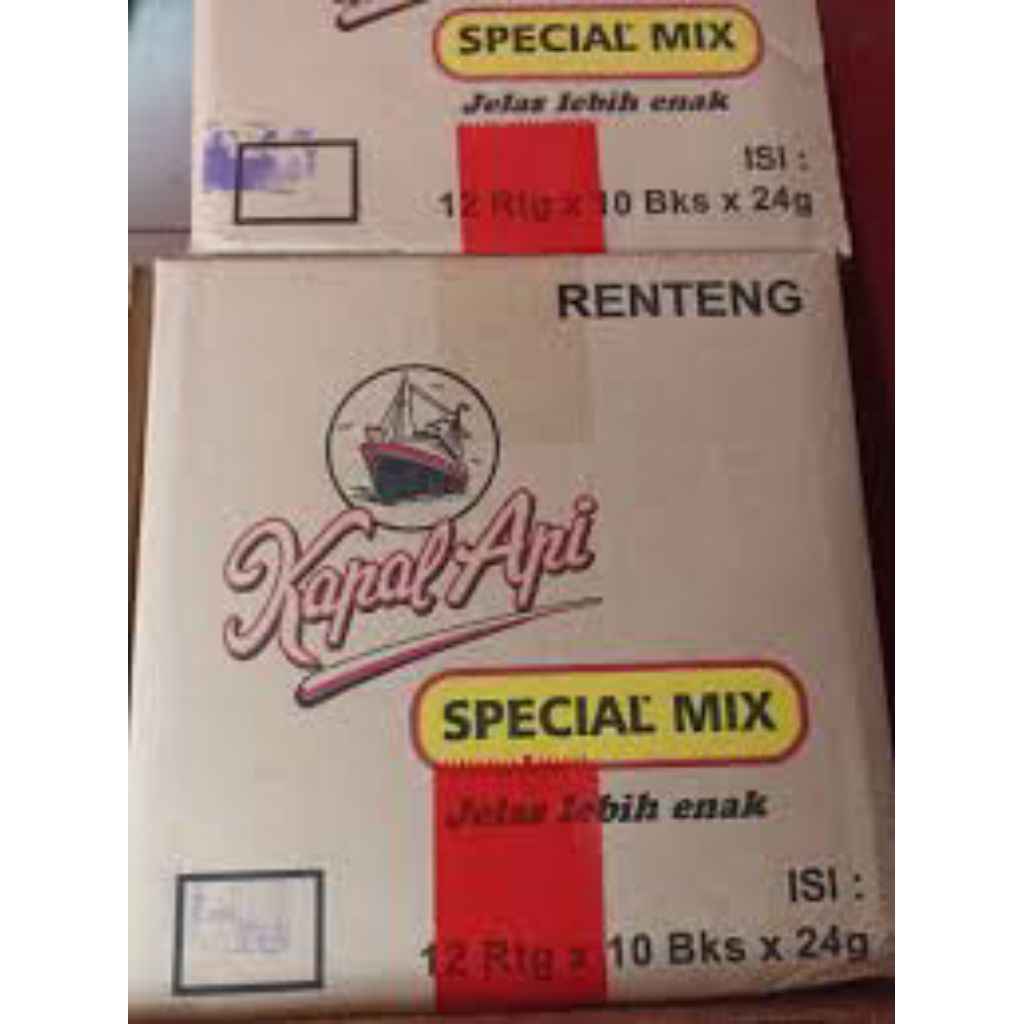 SPECIAL MIX
Jelas lebih enak
ISI :
12 Rtg x 10 Bks x 24g
RENTENG
Kapal Api
SPECIAL MIX
Jelas lebih enak
ISI :
12 Rtg x 10 Bks x 24g